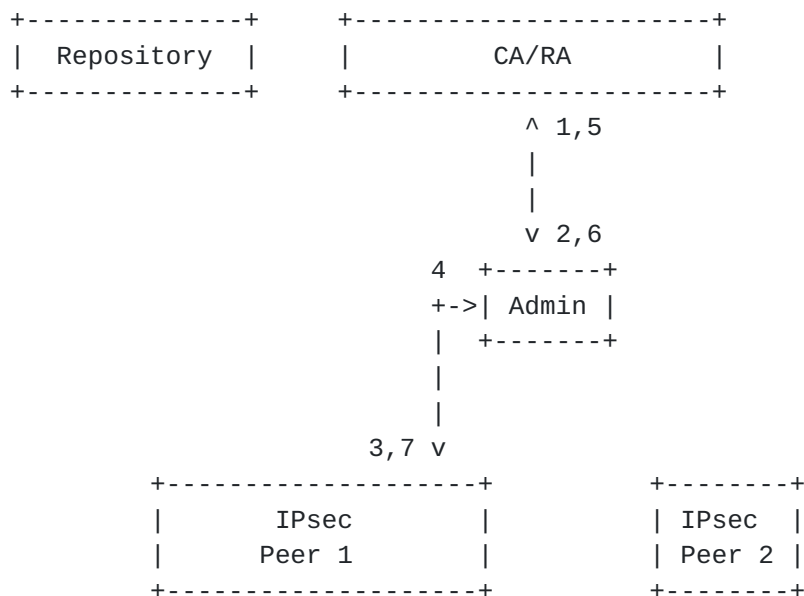 +--------------+     +-----------------------+
|  Repository  |     |         CA/RA         |
+--------------+     +-----------------------+
                                 ^ 1,5
                                 |
                                 |
                                 v 2,6
                           4  +-------+
                           +->| Admin |
                           |  +-------+
                           |
                           |
                       3,7 v
         +--------------------+          +--------+
         |       IPsec        |          | IPsec  |
         |      Peer 1        |          | Peer 2 |
         +--------------------+          +--------+